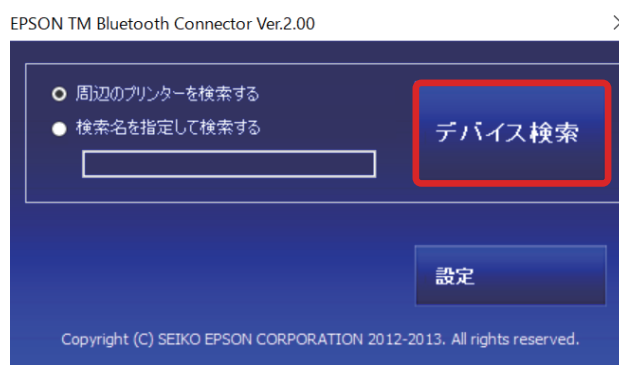 EPSON TM Bluetooth Connector Ver.2.00
周辺のプリンターを検索する
検索名を指定して検索する
デバイス検索
設定
Copyright (C) SEIKO EPSON CORPORATION 2012-2013. All rights reserved.